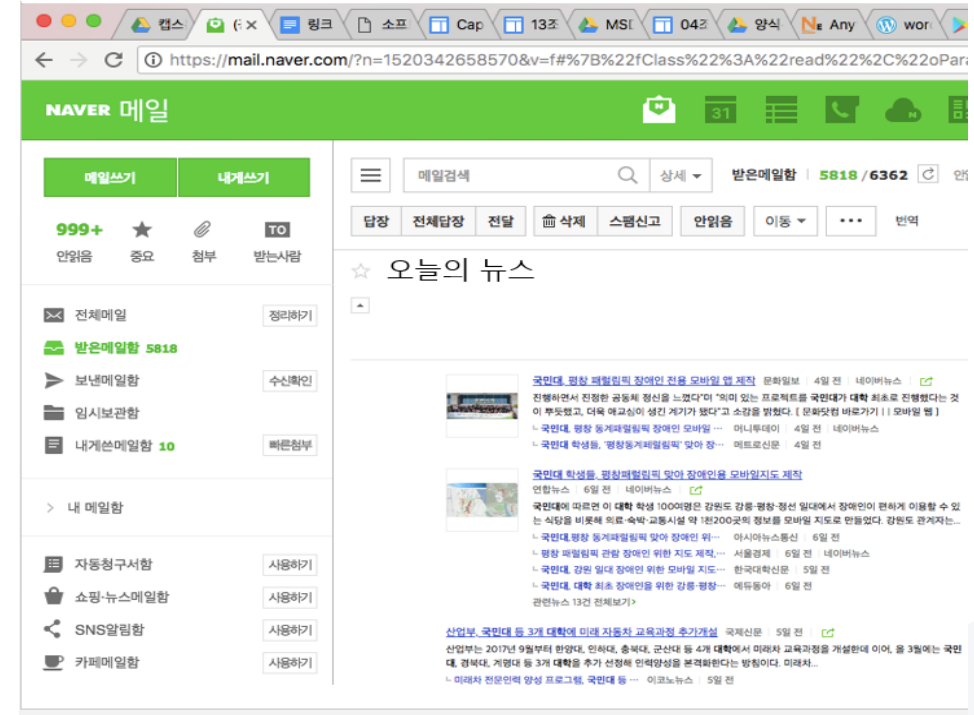 캡스
(
링크
소프
Cap
13조
MSI
04조
양식
Any
wor
https://mail.naver.com/?n=1520342658570&v=f#%7B%22fClass%22%3A%22read%22%2C%22oPara
NAVER 메일
31
메일쓰기 내게쓰기
메일검색 상세 받은메일함 5818/6362
답장 전체답장 전달 삭제 스팸신고 안읽음 이동 ··· 번역
999+ TO
안읽음 중요 첨부 받는사람
오늘의 뉴스
전체메일 정리하기
받은메일함 5818
보낸메일함 수신확인
임시보관함
내게쓴메일함 10 빠른첨부
내 메일함
자동청구서함 사용하기
쇼핑·뉴스메일함 사용하기
SNS알림함 사용하기
카페메일함 사용하기
국민대, 평창 패럴림픽 장애인 전용 모바일 앱 제작 문화일보 4일 전 네이버뉴스
진행하면서 진정한 공동체 정신을 느꼈다"며 "의미 있는 프로젝트를 국민대가 대학 최초로 진행했다는 것
이 뿌듯했고, 더욱 애교심이 생긴 계기가 됐다"고 소감을 밝혔다. [ 문화닷컴 바로가기 | | 모바일 웹 ]
국민대, 평창 동계패럴림픽 장애인 모바일 ··· 머니투데이 4일 전 네이버뉴스
국민대 학생들, '평창동계패럴림픽' 맞아 장··· 메트로신문 4일 전
국민대 학생들, 평창패럴림픽 맞아 장애인용 모바일지도 제작
연합뉴스 6일 전 네이버뉴스
국민대에 따르면 이 대학 학생 100여명은 강원도 강릉·평창·정선 일대에서 장애인이 편하게 이용할 수 있
는 식당을 비롯해 의료·숙박·교통시설 약 1천200곳의 정보를 모바일 지도로 만들었다. 강원도 관계자는...
국민대,평창 동계패럴림픽 맞아 장애인 위··· 아시아뉴스통신 6일 전
평창 패럴림픽 관람 장애인 위한 지도 제작,··· 서울경제 6일 전 네이버뉴스
국민대, 강원 일대 장애인 위한 모바일 지도··· 한국대학신문 5일 전
국민대, 대학 최초 장애인을 위한 강릉·평창··· 에듀동아 6일 전
관련뉴스 13건 전체보기>
산업부, 국민대 등 3개 대학에 미래 자동차 교육과정 추가개설 국제신문 5일 전
산업부는 2017년 9월부터 한양대, 인하대, 충북대, 군산대 등 4개 대학에서 미래차 교육과정을 개설한데 이어, 올 3월에는 국민
대, 경북대, 계명대 등 3개 대학을 추가 선정해 인력양성을 본격화한다는 방침이다. 미래차...
미래차 전문인력 양성 프로그램, 국민대 등 ··· 이코노뉴스 5일 전